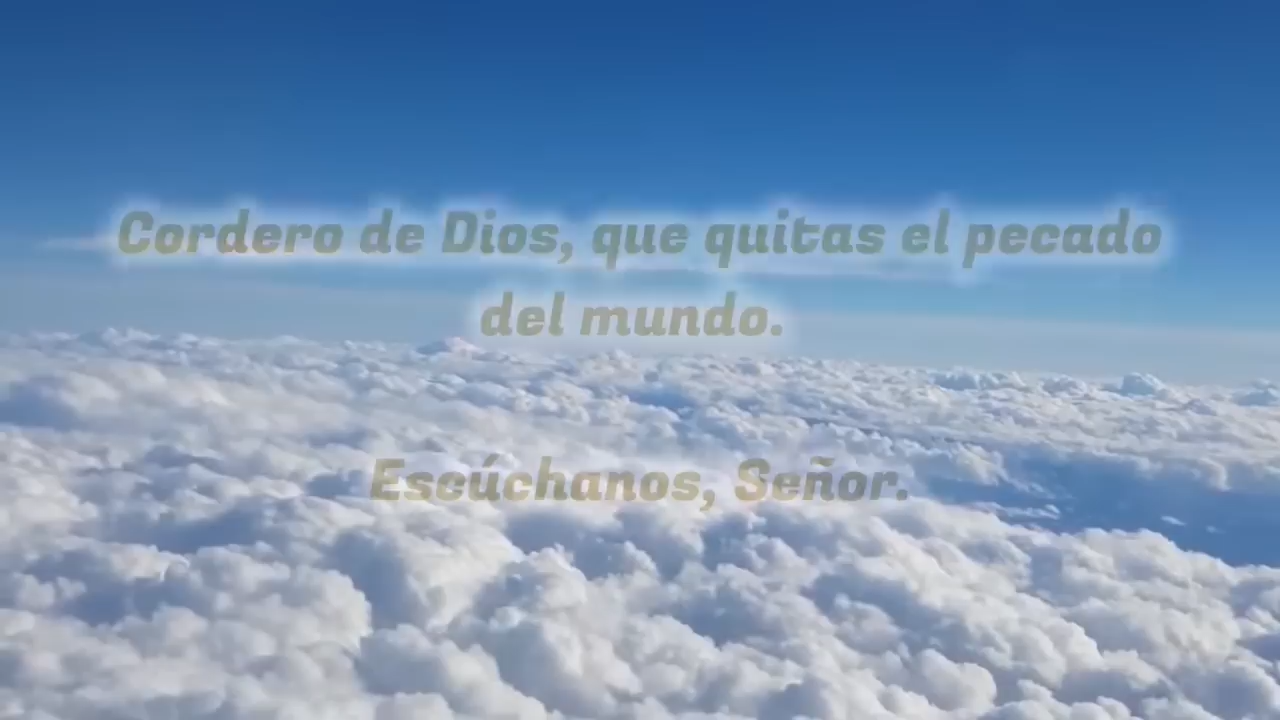 Cordero de Dios, que quitas el pecado
del mundo.
Escúchanos, Señor.